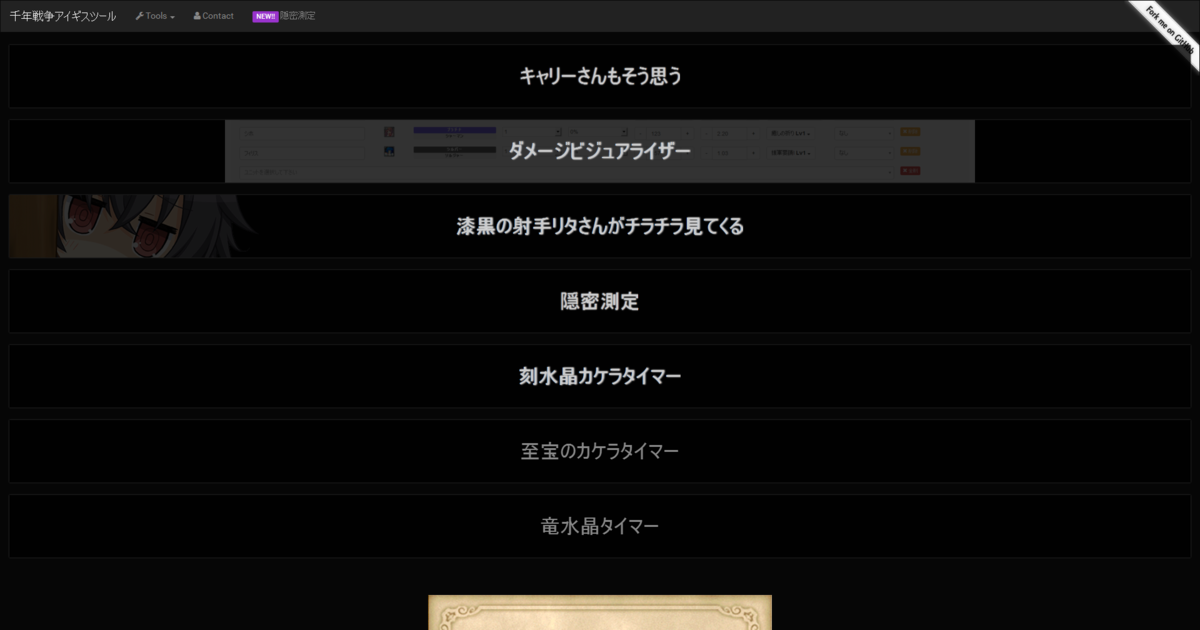 千年戦争アイギスツール
Tools
Contact
NEW!! 隠密測定
Fork me on GitHub
キャリーさんもそう思う
ダメージビジュアライザー
漆黒の射手リタさんがチラチラ見てくる
隠密測定
刻水晶カケラタイマー
至宝のカケラタイマー
竜水晶タイマー